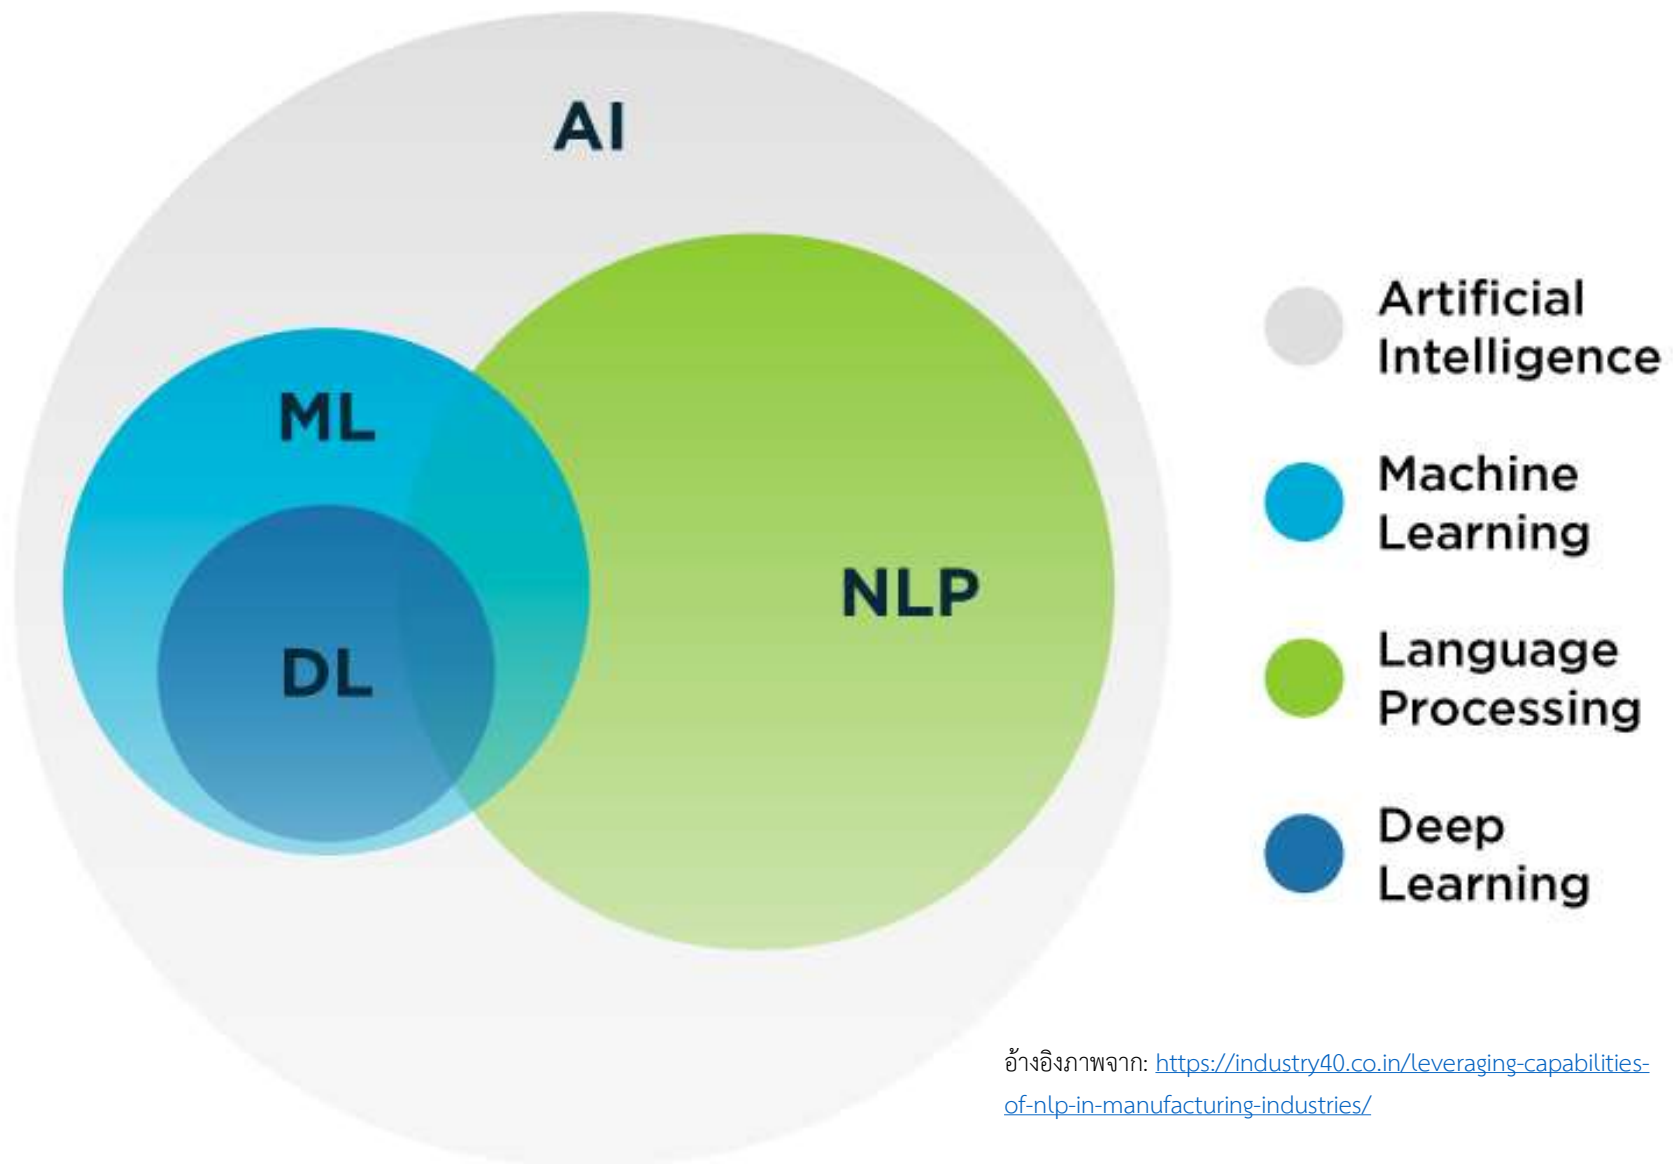 AI
ML
DL
NLP
Artificial
Intelligence
Machine
Learning
Language
Processing
Deep
Learning
อ้างอิงภาพจาก: https://industry40.co.in/leveraging-capabilities-
of-nlp-in-manufacturing-industries/